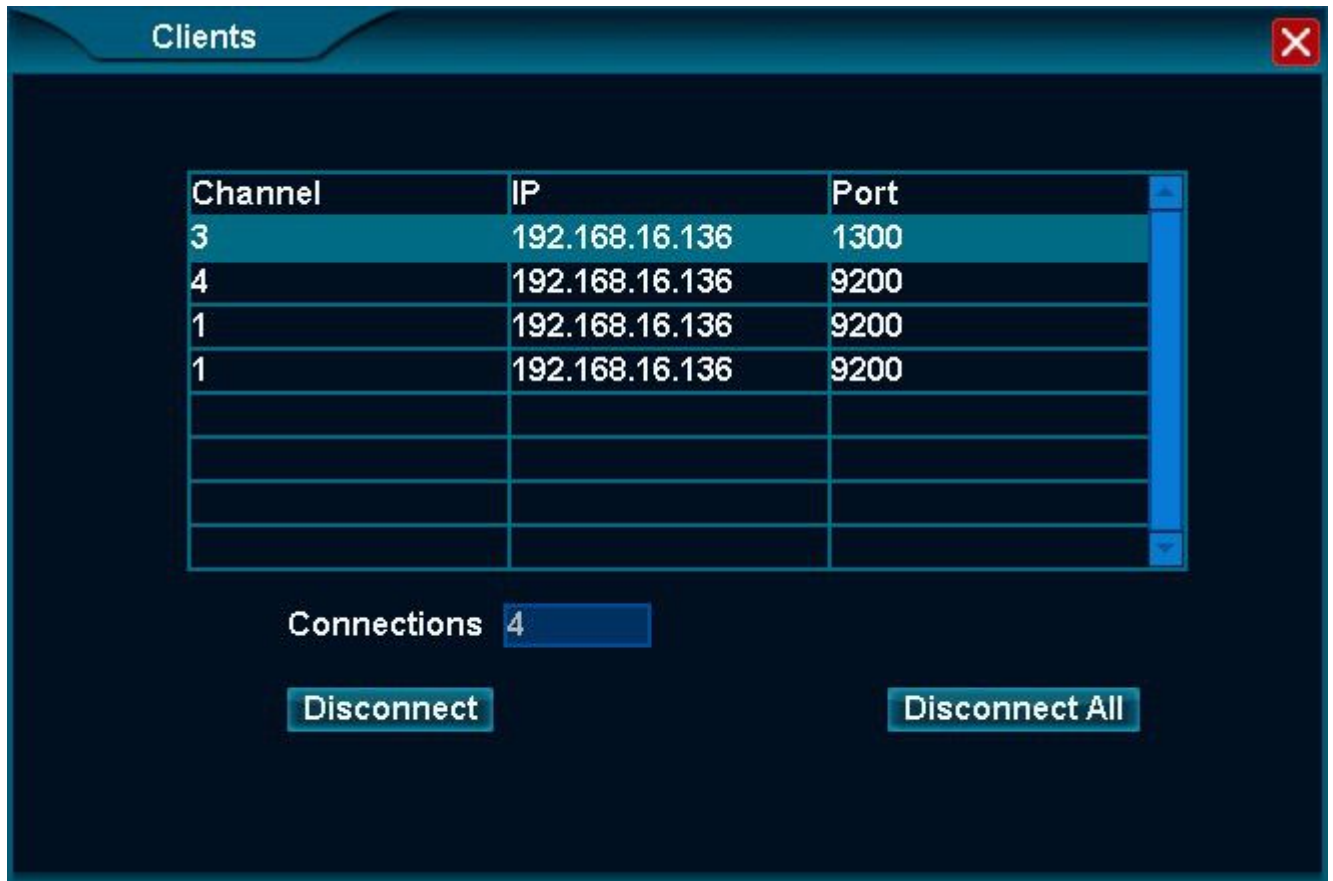 Clients
Channel IP Port
3 192.168.16.136 1300
4 192.168.16.136 9200
1 192.168.16.136 9200
1 192.168.16.136 9200
Connections 4
Disconnect Disconnect All